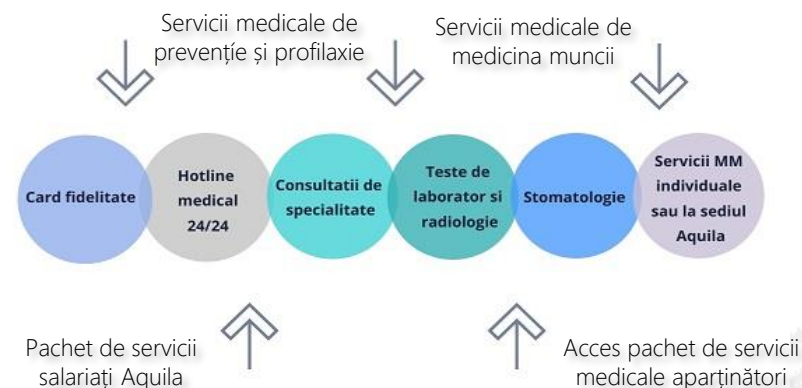 Servicii medicale de
prevenție și profilaxie
Servicii medicale de
medicina muncii
Card fidelitate
Hotline
medical
24/24
Consultatii de
specialitate
Teste de
laborator si
radiologie
Stomatologie
Servicii MM
individuale
sau la sediul
Aquila
Pachet de servicii
salariați Aquila
Acces pachet de servicii
medicale aparținători